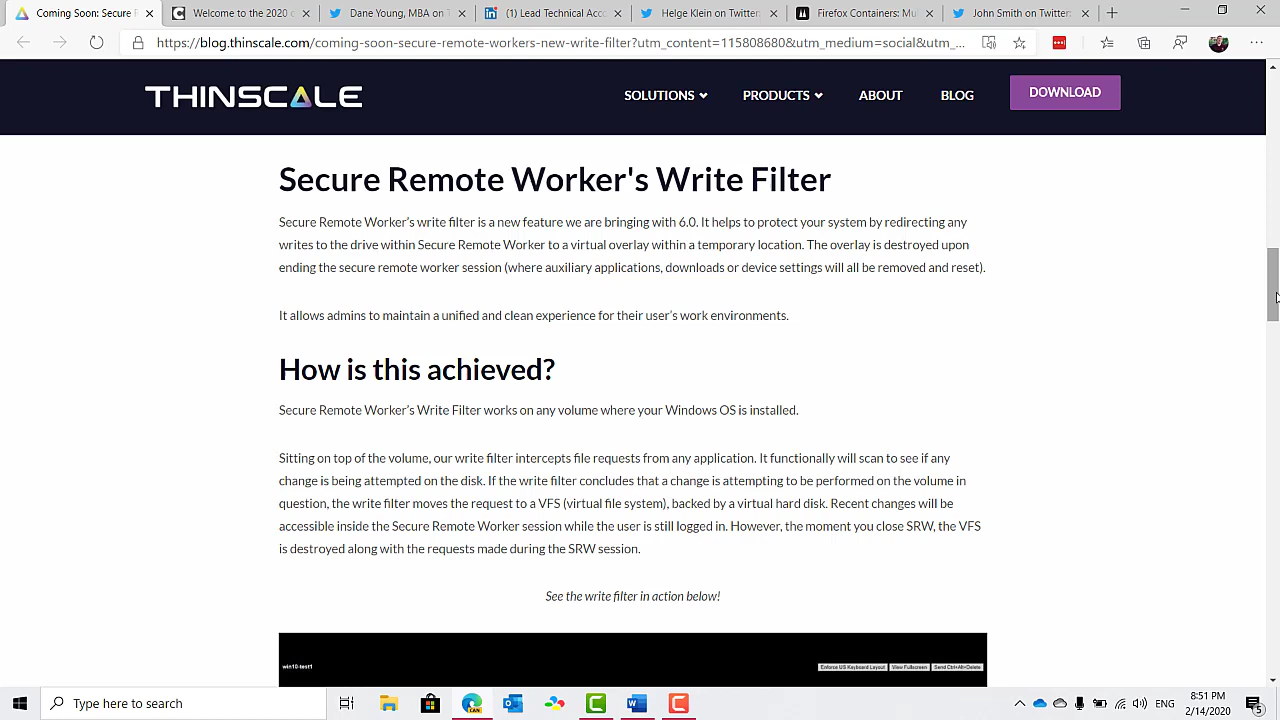 Coming Soon: Secure R
Welcome to the 2020
Dane Young, MBA on T
(1) Lead Technical Acc
Helge Klein on Twitter
Firefox Containers: Mu
John Smith on Twitter
https://blog.thinscale.com/coming-soon-secure-remote-workers-new-write-filter?utm_content=115808680&utm_medium=social&utm_...
THINSCALE
SOLUTIONS
PRODUCTS
ABOUT
BLOG
DOWNLOAD
Secure Remote Worker's Write Filter
Secure Remote Worker's write filter is a new feature we are bringing with 6.0. It helps to protect your system by redirecting any
writes to the drive within Secure Remote Worker to a virtual overlay within a temporary location. The overlay is destroyed upon
ending the secure remote worker session (where auxiliary applications, downloads or device settings will all be removed and reset).
It allows admins to maintain a unified and clean experience for their user's work environments.
How is this achieved?
Secure Remote Worker's Write Filter works on any volume where your Windows OS is installed.
Sitting on top of the volume, our write filter intercepts file requests from any application. It functionally will scan to see if any
change is being attempted on the disk. If the write filter concludes that a change is attempting to be performed on the volume in
question, the write filter moves the request to a VFS (virtual file system), backed by a virtual hard disk. Recent changes will be
accessible inside the Secure Remote Worker session while the user is still logged in. However, the moment you close SRW, the VFS
is destroyed along with the requests made during the SRW session.
See the write filter in action below!
win10-test1
Enforce US Keyboard Layout
View Fullscreen
Send Ctrl+Alt+Delete
Type here to search
CAN
ENG
8:51 PM
2/14/2020
5